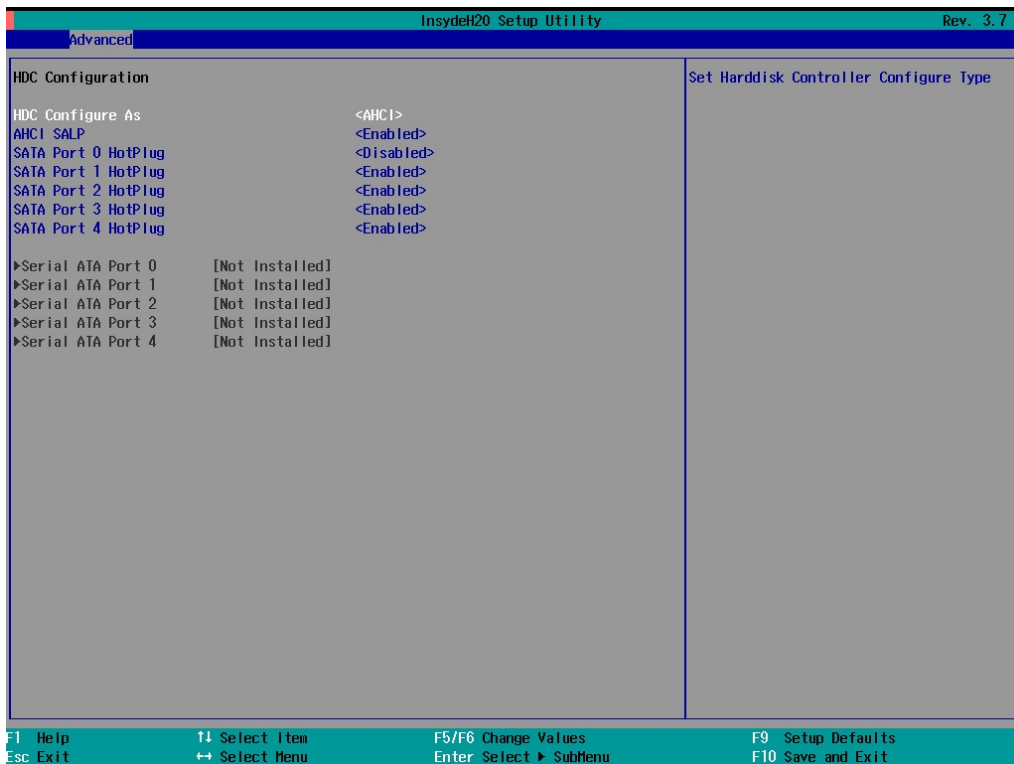 InsydeH20 Setup Utility Rev. 3.7
Advanced
HDC Configuration
Set Harddisk Controller Configure Type
HDC Configure As <AHCI>
AHCI SALP <Enabled>
SATA Port 0 HotPlug <Disabled>
SATA Port 1 HotPlug <Enabled>
SATA Port 2 HotPlug <Enabled>
SATA Port 3 HotPlug <Enabled>
SATA Port 4 HotPlug <Enabled>
▶Serial ATA Port 0 [Not Installed]
▶Serial ATA Port 1 [Not Installed]
▶Serial ATA Port 2 [Not Installed]
▶Serial ATA Port 3 [Not Installed]
▶Serial ATA Port 4 [Not Installed]
F1 Help ↑↓ Select Item F5/F6 Change Values F9 Setup Defaults
Esc Exit ↔ Select Menu Enter Select ▶ SubMenu F10 Save and Exit